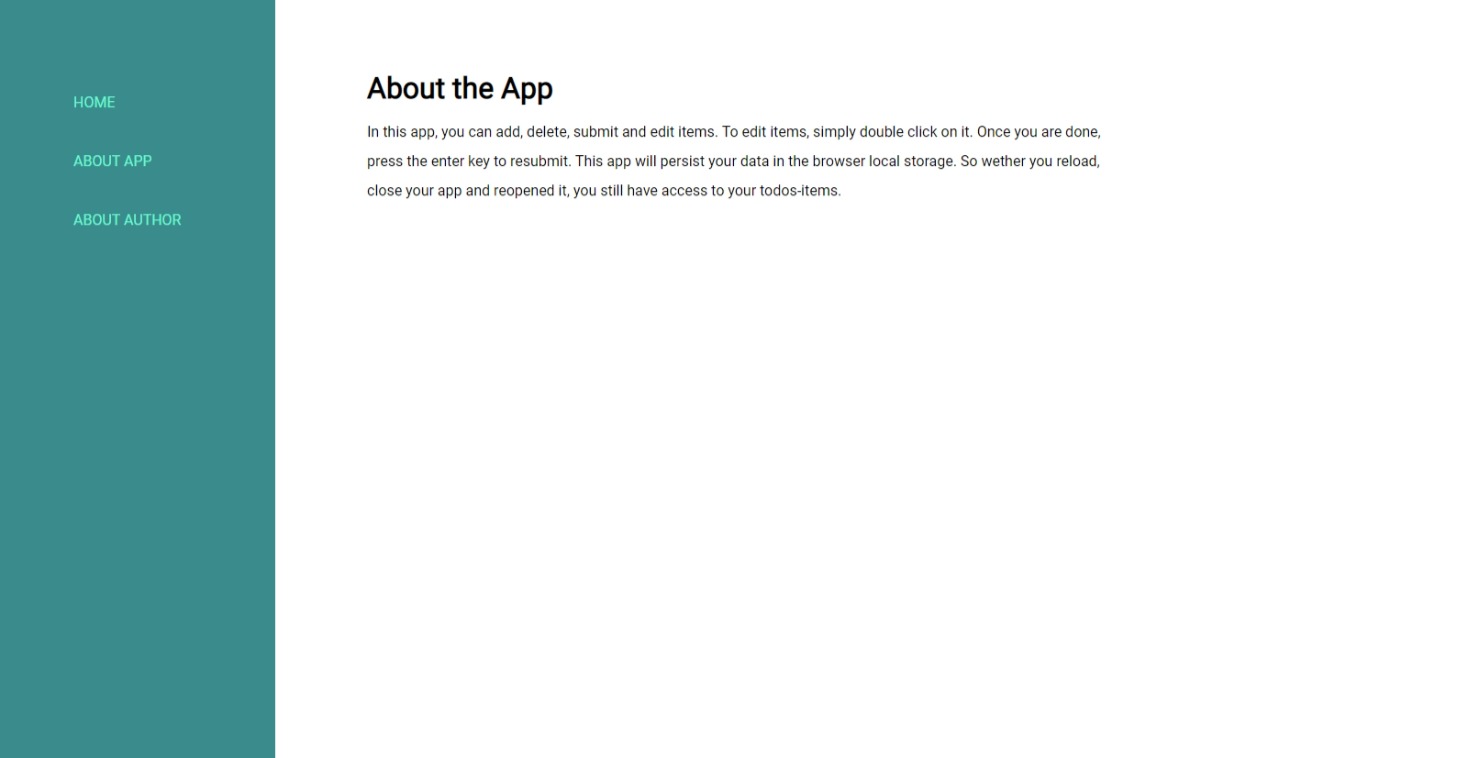 HOME
ABOUT APP
ABOUT AUTHOR
About the App
In this app, you can add, delete, submit and edit items. To edit items, simply double click on it. Once you are done,
press the enter key to resubmit. This app will persist your data in the browser local storage. So wether you reload,
close your app and reopened it, you still have access to your todos-items.